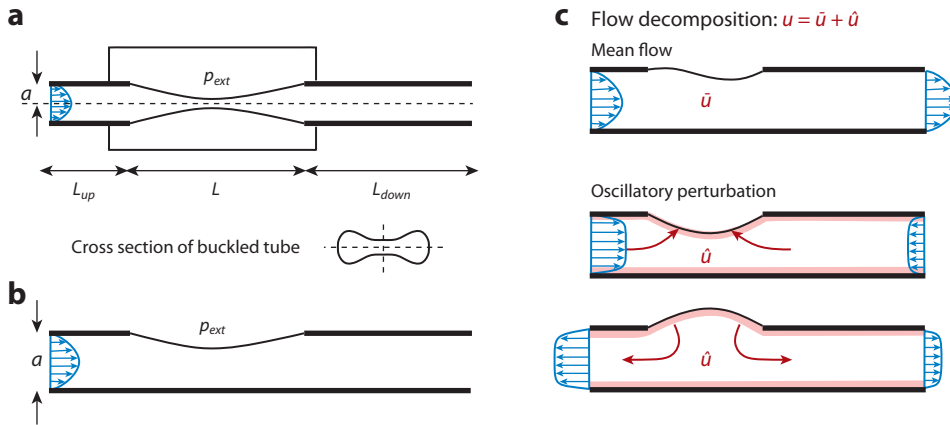 a
p_ext
a
L_up
L
L_down
Cross section of buckled tube
b
p_ext
a
c
Flow decomposition: u = ū + û
Mean flow
ū
Oscillatory perturbation
û
û